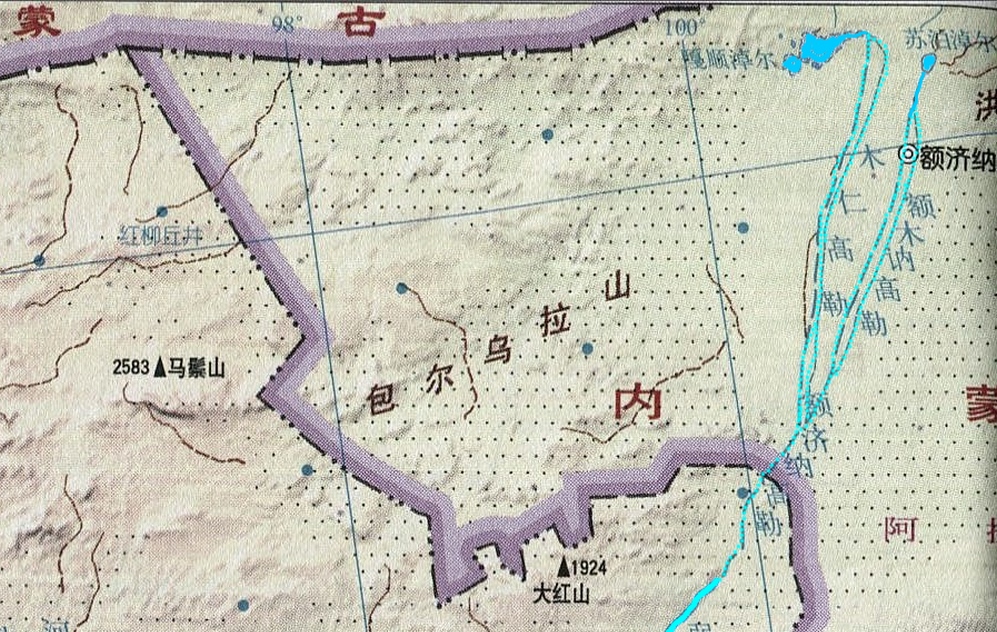 蒙古
98°
100°
嘎顺淖尔
苏泊淖尔
额济纳
木仁高勒
额木讷高勒
红柳丘井
包尔乌拉山
2583▲马鬃山
内蒙
额济纳高勒
阿
▲1924
大红山
河